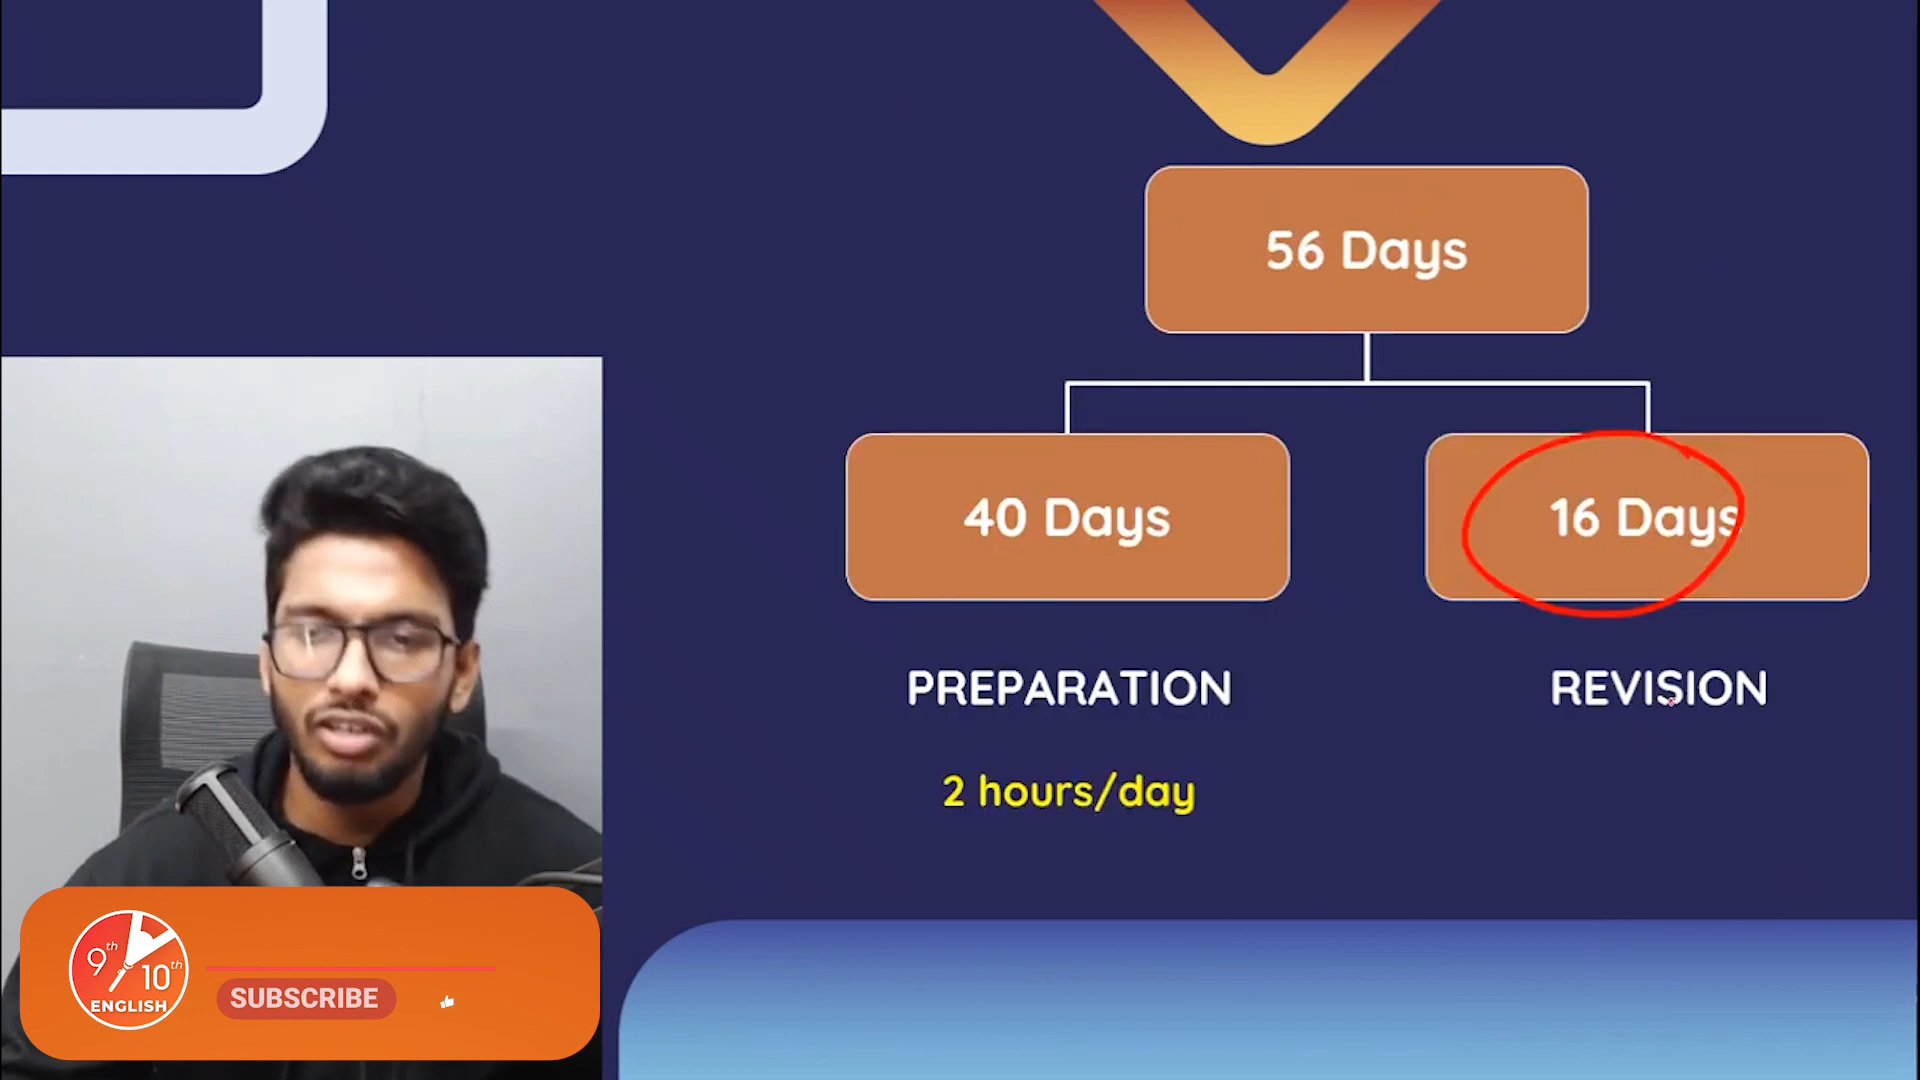 56 Days
40 Days
16 Days
PREPARATION
REVISION
2 hours/day
9th
10th
ENGLISH
SUBSCRIBE